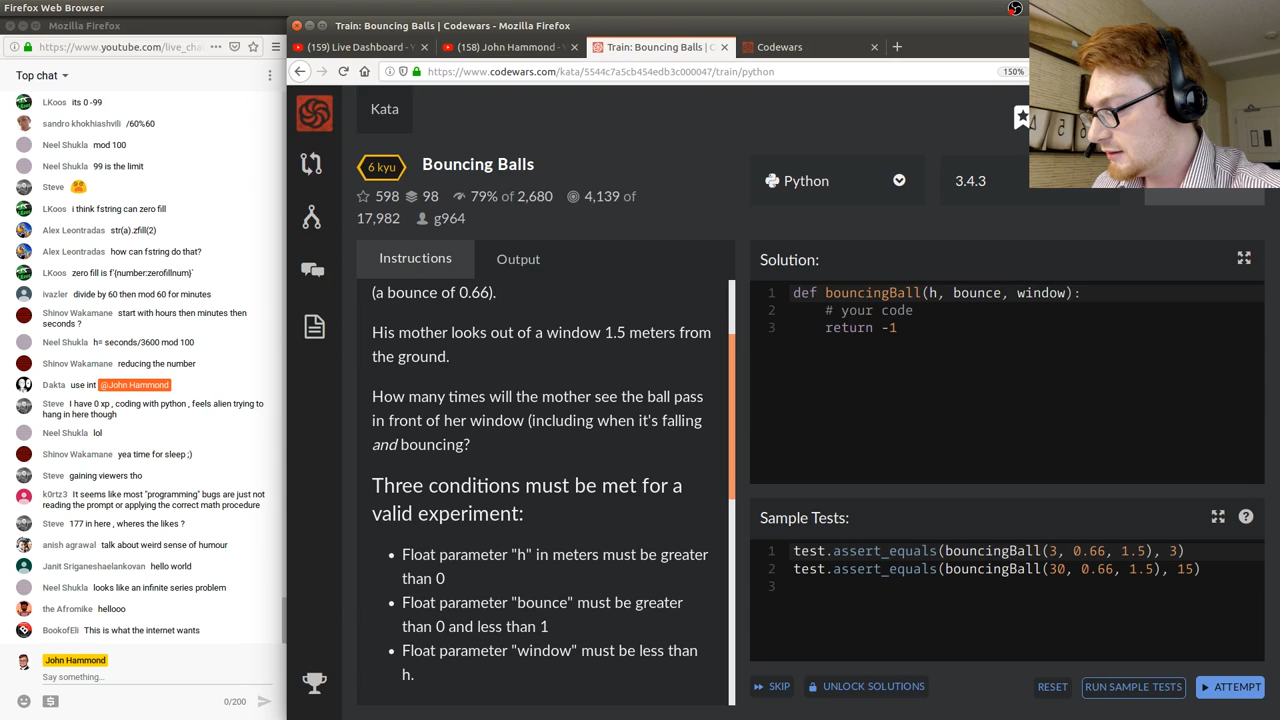 Firefox Web Browser
Mozilla Firefox
Train: Bouncing Balls | Codewars - Mozilla Firefox
https://www.youtube.com/live_cha
(159) Live Dashboard - Y
(158) John Hammond -
Train: Bouncing Balls | C
Codewars
https://www.codewars.com/kata/5544c7a5cb454edb3c000047/train/python
150%
Top chat
LKoos its 0 -99
sandro khokhiashvili /60%60
Neel Shukla mod 100
Neel Shukla 99 is the limit
Steve
LKoos i think fstring can zero fill
Alex Leontradas str(a).zfill(2)
Alex Leontradas how can fstring do that?
LKoos zero fill is f`{number:zerofillnum}`
ivazler divide by 60 then mod 60 for minutes
Shinov Wakamane start with hours then minutes then
seconds ?
Neel Shukla h= seconds/3600 mod 100
Shinov Wakamane reducing the number
Dakta use int @John Hammond
Steve I have 0 xp , coding with python , feels alien trying to
hang in here though
Neel Shukla lol
Shinov Wakamane yea time for sleep ;)
Steve gaining viewers tho
k0rtz3 It seems like most "programming" bugs are just not
reading the prompt or applying the correct math procedure
Steve 177 in here , wheres the likes ?
anish agrawal talk about weird sense of humour
Janit Sriganeshaelankovan hello world
Neel Shukla looks like an infinite series problem
the Afromike hellooo
BookofEli This is what the internet wants
John Hammond
Say something...
0/200
Kata
6 kyu
Bouncing Balls
598 98 79% of 2,680 4,139 of
17,982 g964
Python
3.4.3
Instructions
Output
(a bounce of 0.66).
His mother looks out of a window 1.5 meters from
the ground.
How many times will the mother see the ball pass
in front of her window (including when it's falling
and bouncing?
Three conditions must be met for a
valid experiment:
• Float parameter "h" in meters must be greater
than 0
• Float parameter "bounce" must be greater
than 0 and less than 1
• Float parameter "window" must be less than
h.
Solution:
1 def bouncingBall(h, bounce, window):
2 # your code
3 return -1
Sample Tests:
1 test.assert_equals(bouncingBall(3, 0.66, 1.5), 3)
2 test.assert_equals(bouncingBall(30, 0.66, 1.5), 15)
3
SKIP
UNLOCK SOLUTIONS
RESET
RUN SAMPLE TESTS
ATTEMPT